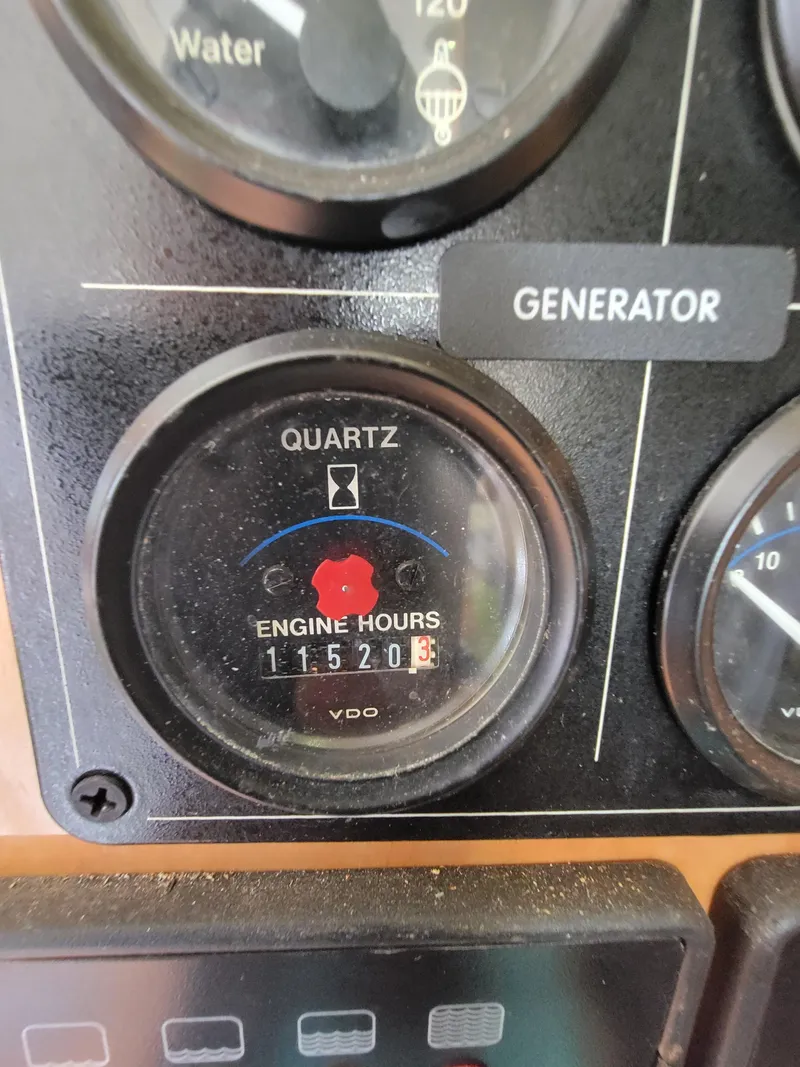 120
Water
GENERATOR
QUARTZ
10
ENGINE HOURS
115203
VDO